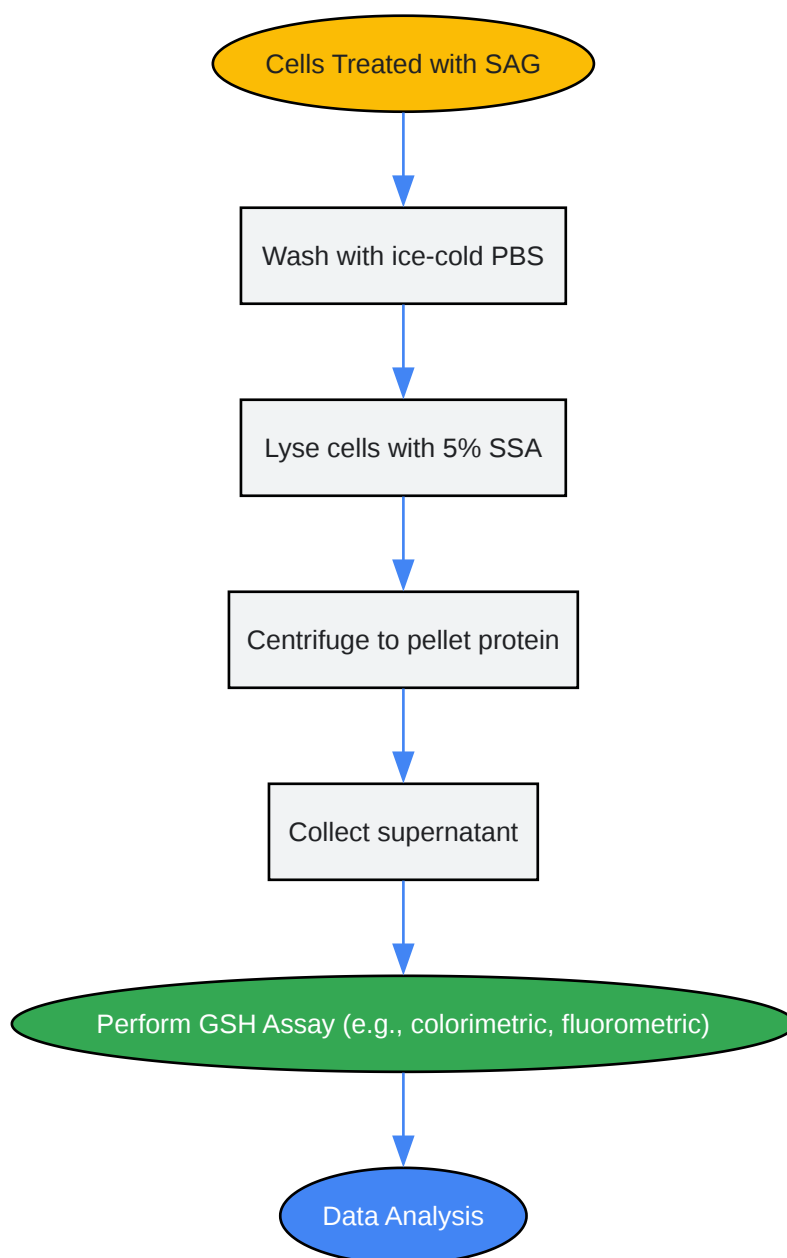 Cells Treated with SAG
Wash with ice-cold PBS
Lyse cells with 5% SSA
Centrifuge to pellet protein
Collect supernatant
Perform GSH Assay (e.g., colorimetric, fluorometric)
Data Analysis